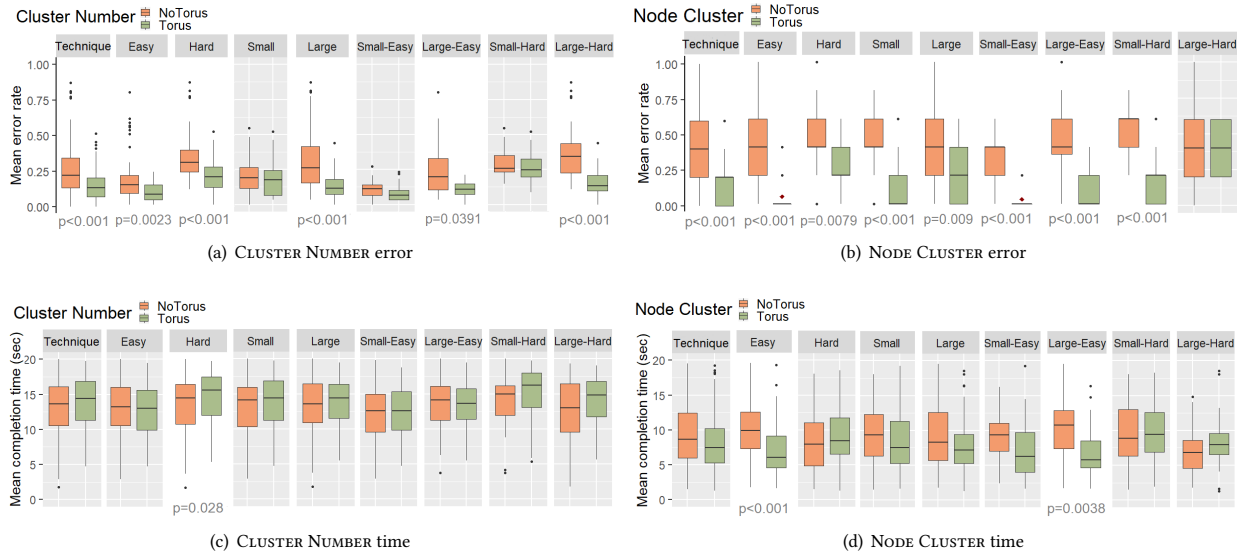 Cluster Number NoTorus Torus
Technique Easy Hard Small Large Small-Easy Large-Easy Small-Hard Large-Hard
Mean error rate
1.00
0.75
0.50
0.25
0.00
p<0.001 p=0.0023 p<0.001 p<0.001 p=0.0391 p<0.001
(a) CLUSTER NUMBER error
Node Cluster NoTorus Torus
Technique Easy Hard Small Large Small-Easy Large-Easy Small-Hard Large-Hard
Mean error rate
1.00
0.75
0.50
0.25
0.00
p<0.001 p<0.001 p=0.0079 p<0.001 p=0.009 p<0.001 p<0.001 p<0.001
(b) NODE CLUSTER error
Cluster Number NoTorus Torus
Technique Easy Hard Small Large Small-Easy Large-Easy Small-Hard Large-Hard
Mean completion time (sec)
20
15
10
5
0
p=0.028
(c) CLUSTER NUMBER time
Node Cluster NoTorus Torus
Technique Easy Hard Small Large Small-Easy Large-Easy Small-Hard Large-Hard
Mean completion time (sec)
20
15
10
5
0
p<0.001 p=0.0038
(d) NODE CLUSTER time